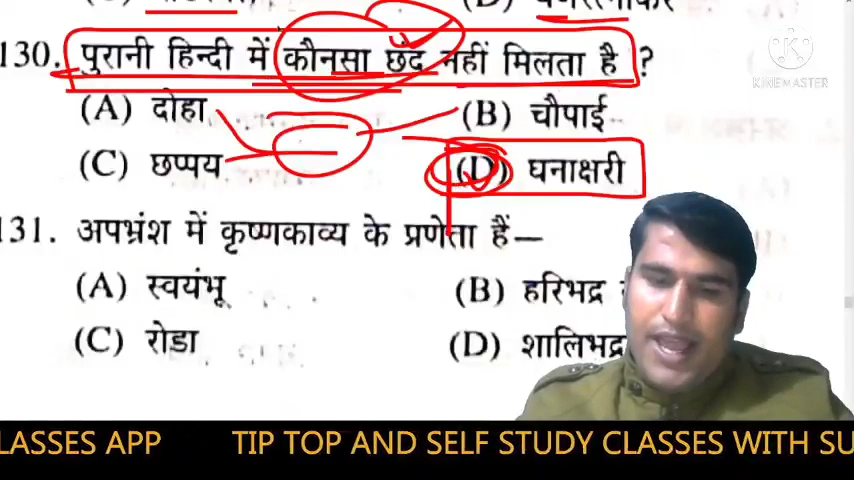 130. पुरानी हिन्दी में कौनसा छंद नहीं मिलता है ?
(A) दोहा (B) चौपाई
(C) छप्पय (D) घनाक्षरी
131. अपभ्रंश में कृष्णकाव्य के प्रणेता हैं—
(A) स्वयंभू (B) हरिभद्र
(C) रोडा (D) शालिभद्र
KINEMASTER
LASSES APP TIP TOP AND SELF STUDY CLASSES WITH SU